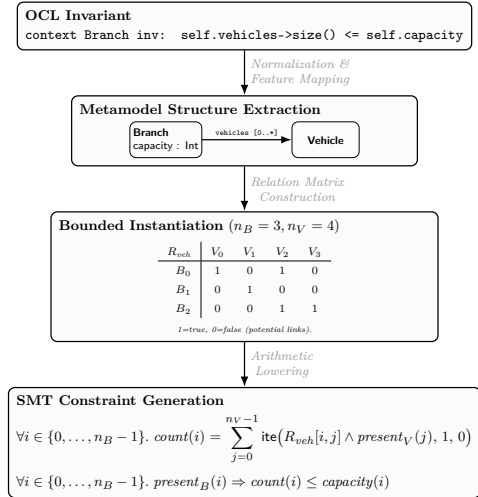 OCL Invariant
context Branch inv: self.vehicles->size() <= self.capacity
Normalization &
Feature Mapping
Metamodel Structure Extraction
Branch
capacity : Int
vehicles [0..*]
Vehicle
Relation Matrix
Construction
Bounded Instantiation (n_B = 3, n_V = 4)
R_veh V_0 V_1 V_2 V_3
B_0 1 0 1 0
B_1 0 1 0 0
B_2 0 0 1 1
1=true, 0=false (potential links).
Arithmetic
Lowering
SMT Constraint Generation
∀i ∈ {0, . . . , n_B − 1}. count(i) = ∑_{j=0}^{n_V−1} ite(R_veh[i, j] ∧ present_V(j), 1, 0)
∀i ∈ {0, . . . , n_B − 1}. present_B(i) ⇒ count(i) ≤ capacity(i)